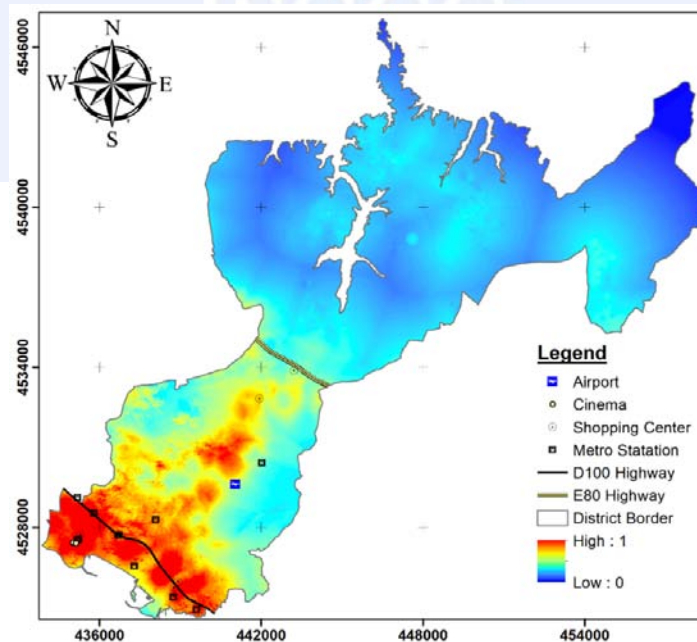 N
W E
S
4546000
4540000
4534000
4528000
Legend
Airport
Cinema
Shopping Center
Metro Statation
D100 Highway
E80 Highway
District Border
High : 1
Low : 0
436000 442000 448000 454000